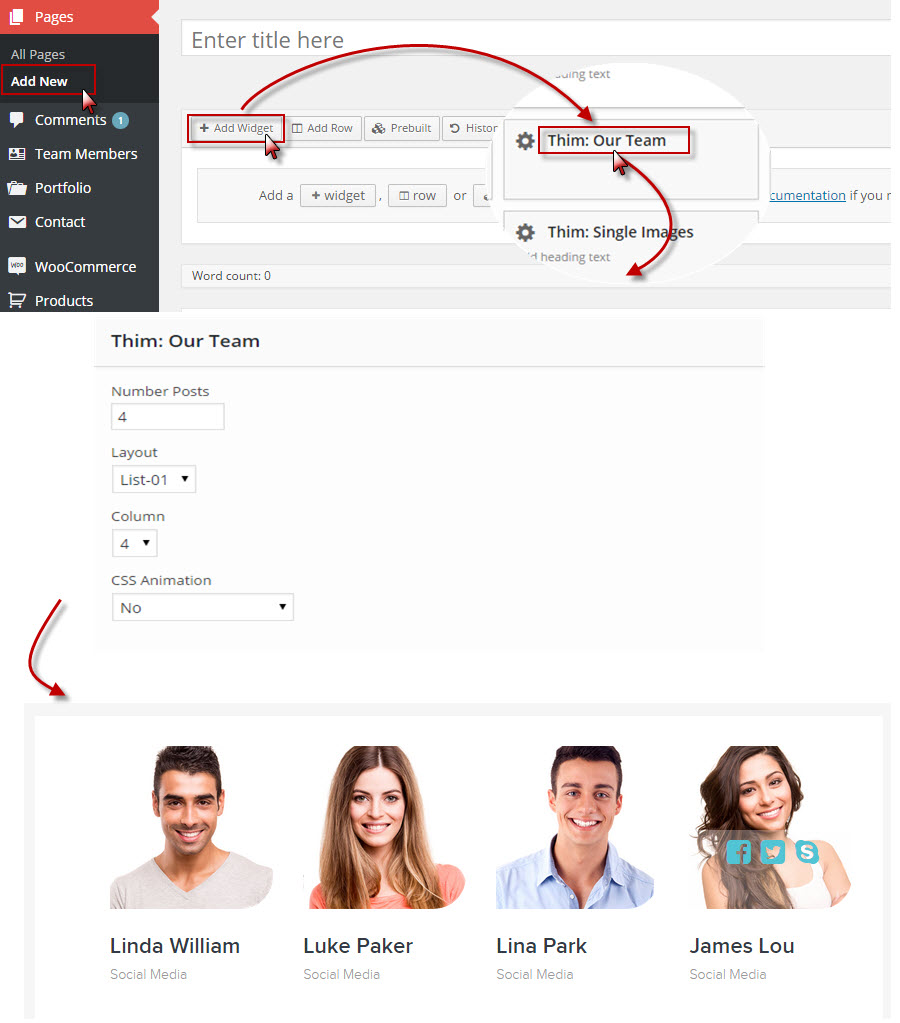 Pages
All Pages
Add New
Comments 1
Team Members
Portfolio
Contact
WooCommerce
Products
Enter title here
ding text
+ Add Widget
Add Row
Prebuilt
Histor
Thim: Our Team
Add a + widget , row or
cumentation if you r
Thim: Single Images
d heading text
Word count: 0
Thim: Our Team
Number Posts
4
Layout
List-01
Column
4
CSS Animation
No
Linda William
Social Media
Luke Paker
Social Media
Lina Park
Social Media
James Lou
Social Media